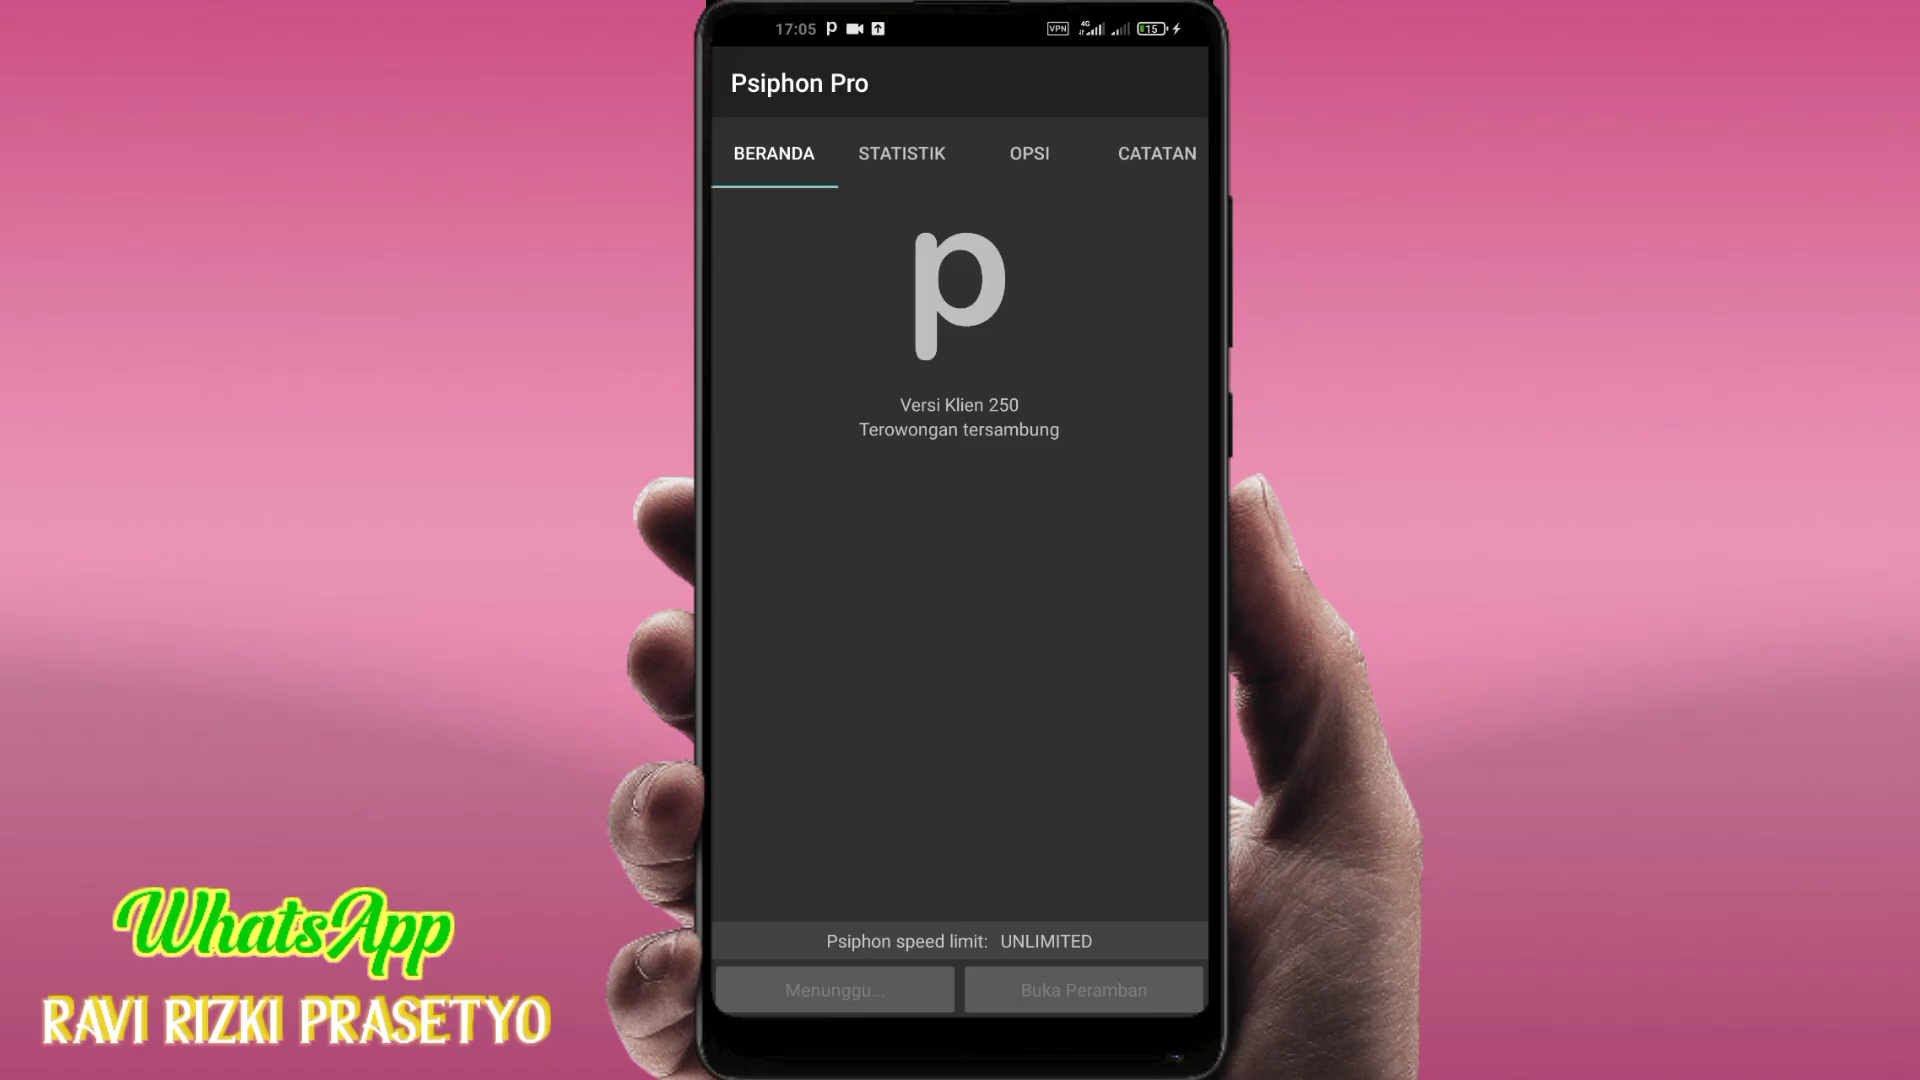 17:05 p VPN 4G 15
Psiphon Pro
BERANDA STATISTIK OPSI CATATAN
p
Versi Klien 250
Terowongan tersambung
Psiphon speed limit: UNLIMITED
Menunggu... Buka Peramban
WhatsApp
RAVI RIZKI PRASETYO